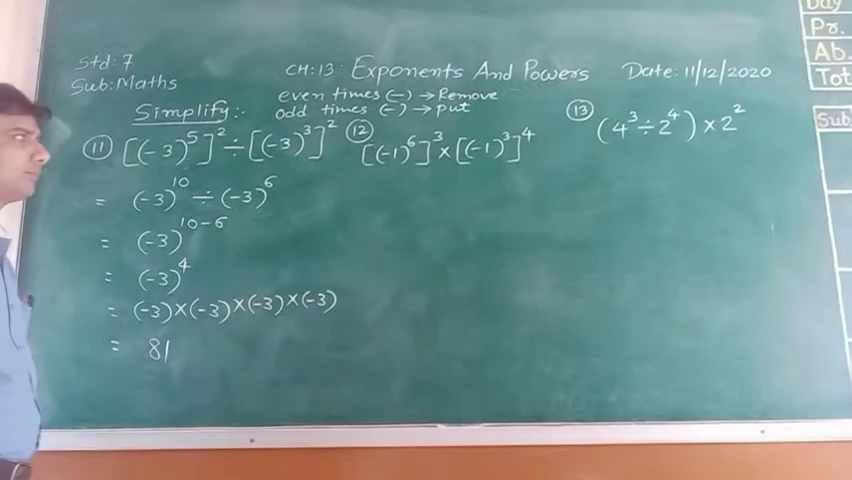 Std: 7
Sub: Maths
CH: 13: Exponents And Powers
Date: 11/12/2020
even times (-) → Remove
odd times (-) → put
Simplify:-
(11) [(-3)⁵]² ÷ [(-3)³]²
= (-3)¹⁰ ÷ (-3)⁶
= (-3)¹⁰⁻⁶
= (-3)⁴
= (-3)×(-3)×(-3)×(-3)
= 81
(12) [(-1)⁶]³ × [(-1)³]⁴
(13) (4³ ÷ 2⁴) × 2²
Day
Pr.
Ab.
Tot
Sub.